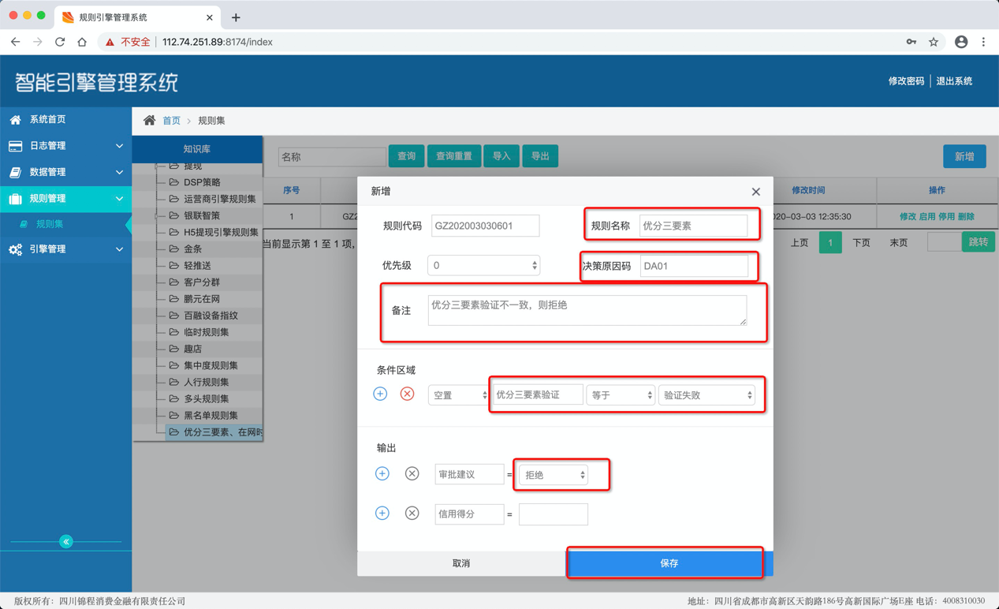 规则引擎管理系统
不安全 112.74.251.89:8174/index
智能引擎管理系统
修改密码 退出系统
系统首页
日志管理
数据管理
规则管理
规则集
引擎管理
首页 > 规则集
知识库
提现
DSP策略
运营商引擎规则集
银联智策
H5提现引擎规则集
金条
轻推送
客户分群
鹏元在网
百融设备指纹
临时规则集
趣店
集中度规则集
人行规则集
多头规则集
黑名单规则集
优分三要素、在网时
名称 查询 查询重置 导入 导出 新增
序号 修改时间 操作
1 GZ2 020-03-03 12:35:30 修改 启用 停用 删除
当前显示第 1 至 1 项, 上页 1 下页 末页 跳转
新增
规则代码 GZ202003030601 规则名称 优分三要素
优先级 0 决策原因码 DA01
备注 优分三要素验证不一致，则拒绝
条件区域
空置 优分三要素验证 等于 验证失败
输出
审批建议 = 拒绝
信用得分 =
取消 保存
版权所有：四川锦程消费金融有限责任公司 地址：四川省成都市高新区天韵路186号高新国际广场E座 电话：4008310030